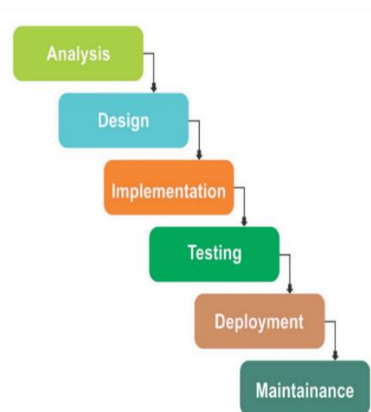 Analysis
Design
Implementation
Testing
Deployment
Maintainance